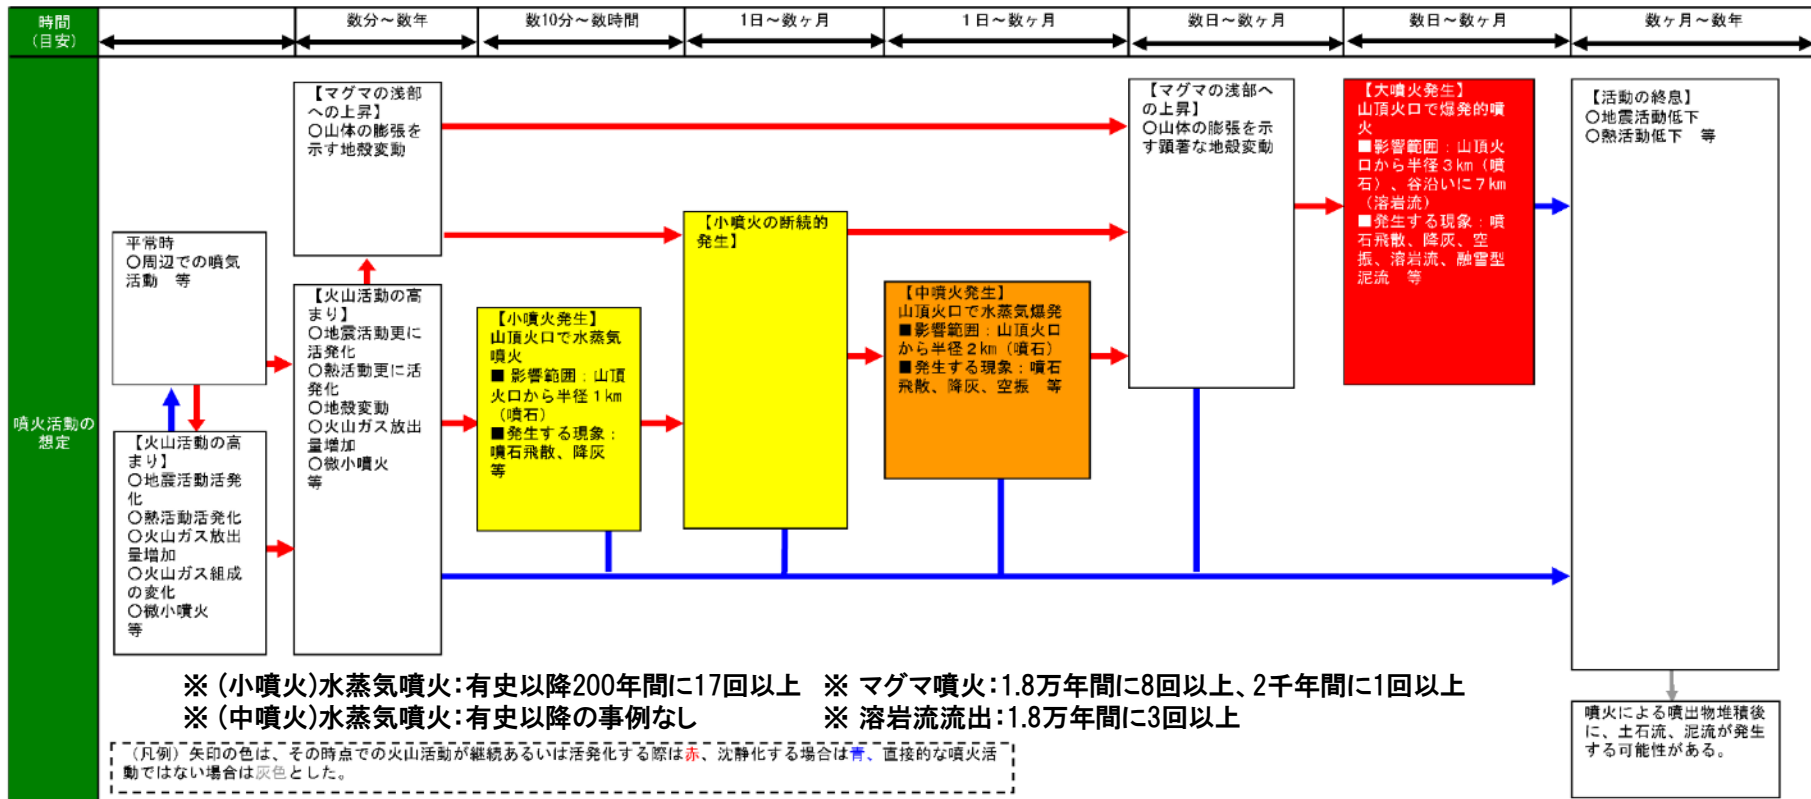 時間
（目安）
数分～数年
数10分～数時間
1日～数ヶ月
１日～数ヶ月
数日～数ヶ月
数日～数ヶ月
数ヶ月～数年
噴火活動の
想定
平常時
○周辺での噴気
活動　等
【火山活動の高
まり】
○地震活動活発
化
○熱活動活発化
○火山ガス放出
量増加
○火山ガス組成
の変化
○微小噴火
等
【マグマの浅部
への上昇】
○山体の膨張を
示す地殻変動
【火山活動の高
まり】
○地震活動更に
活発化
○熱活動更に活
発化
○地殻変動
○火山ガス放出
量増加
○微小噴火
等
【小噴火発生】
山頂火口で水蒸気
噴火
■ 影響範囲：山頂
火口から半径１km
（噴石）
■発生する現象：
噴石飛散、降灰
等
【小噴火の断続的
発生】
【中噴火発生】
山頂火口で水蒸気爆発
■影響範囲：山頂火口
から半径２km（噴石）
■発生する現象：噴石
飛散、降灰、空振　等
【マグマの浅部へ
の上昇】
○山体の膨張を示
す顕著な地殻変動
【大噴火発生】
山頂火口で爆発的噴
火
■影響範囲：山頂火
口から半径３km（噴
石）、谷沿いに７km
（溶岩流）
■発生する現象：噴
石飛散、降灰、空
振、溶岩流、融雪型
泥流　等
【活動の終息】
○地震活動低下
○熱活動低下　等
噴火による噴出物堆積後
に、土石流、泥流が発生
する可能性がある。
※ (小噴火)水蒸気噴火：有史以降200年間に17回以上
※ (中噴火)水蒸気噴火：有史以降の事例なし
※ マグマ噴火：1.8万年間に8回以上、2千年間に1回以上
※ 溶岩流流出：1.8万年間に3回以上
（凡例）矢印の色は、その時点での火山活動が継続あるいは活発化する際は赤、沈静化する場合は青、直接的な噴火活
動ではない場合は灰色とした。